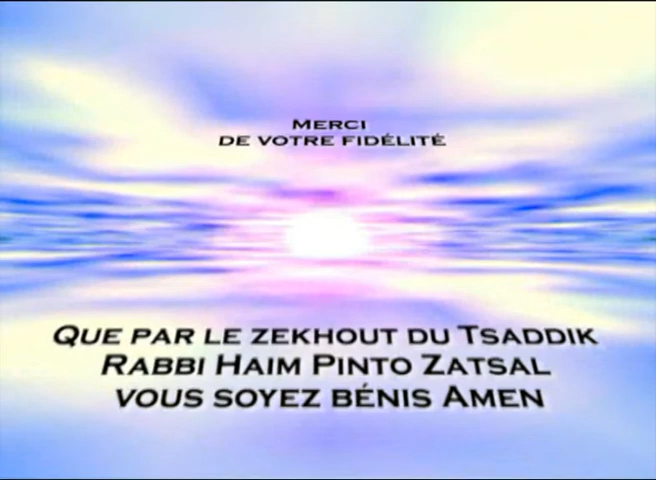 Merci
de votre fidélité
Que par le zekhout du Tsaddik
Rabbi Haim Pinto Zatsal
vous soyez bénis Amen